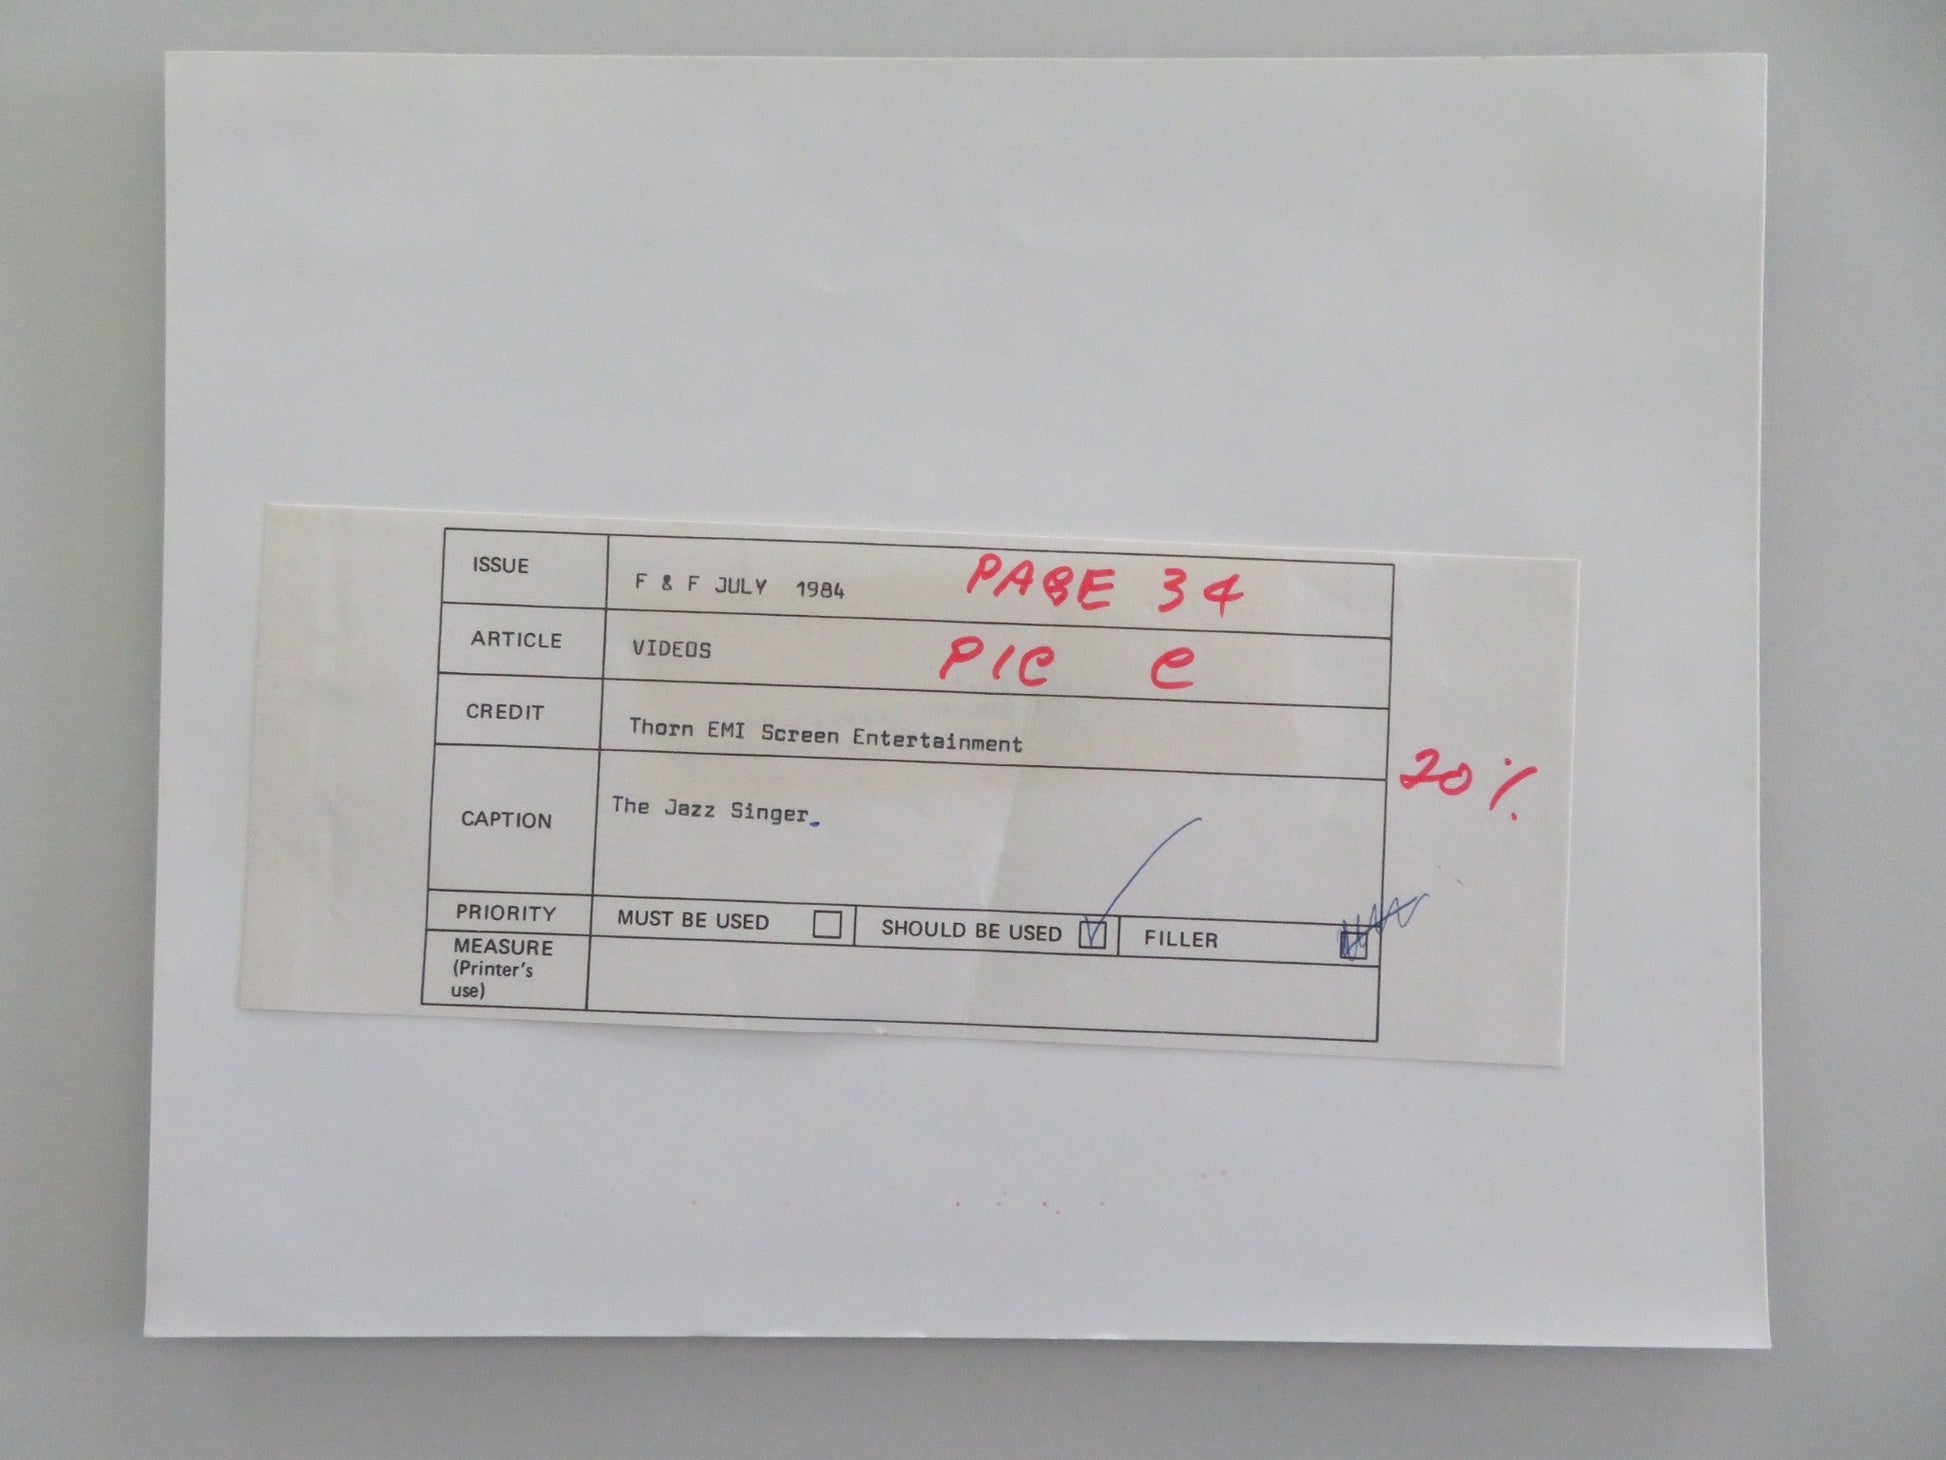 ISSUE F & F JULY 1984 PAGE 34
ARTICLE VIDEOS PIC C
CREDIT Thorn EMI Screen Entertainment
20%
CAPTION The Jazz Singer.
PRIORITY MUST BE USED SHOULD BE USED FILLER
MEASURE
(Printer's
use)